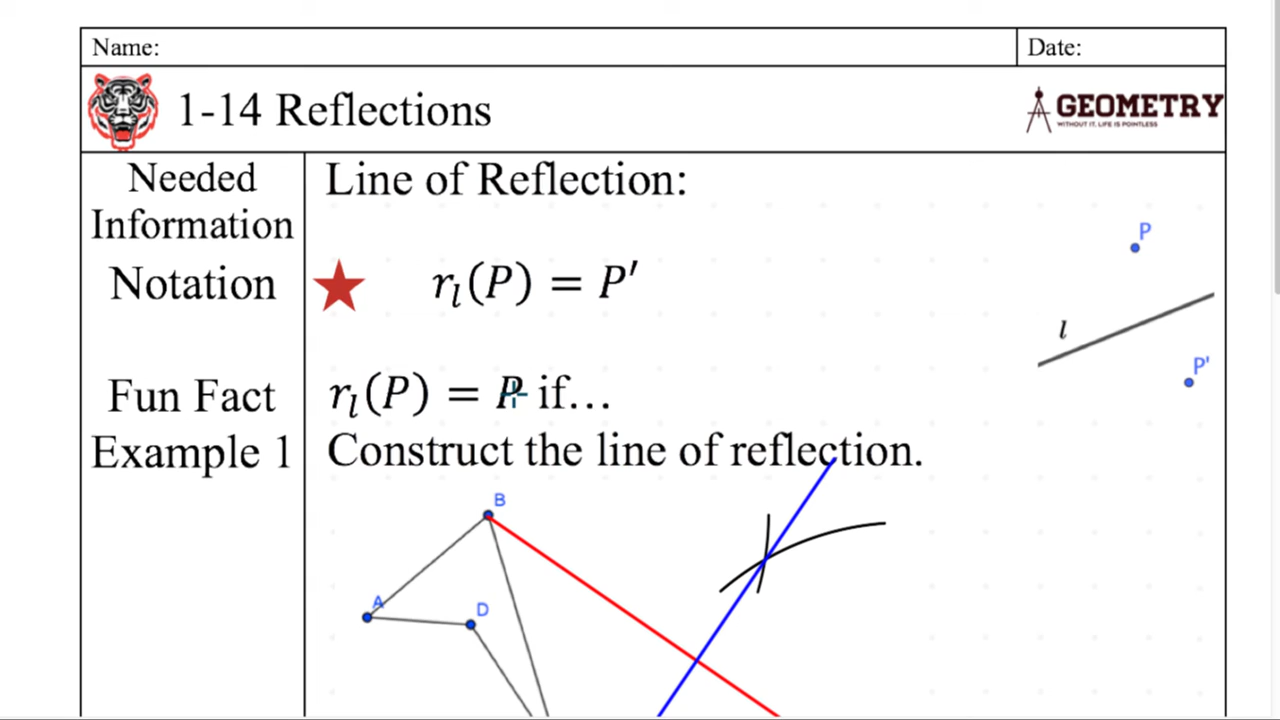 Name:
Date:
1-14 Reflections
GEOMETRY
WITHOUT IT, LIFE IS POINTLESS
Needed
Information
Line of Reflection:
P
Notation
★ rₗ(P) = P′
l
P'
Fun Fact
rₗ(P) = P if...
Example 1
Construct the line of reflection.
B
A
D